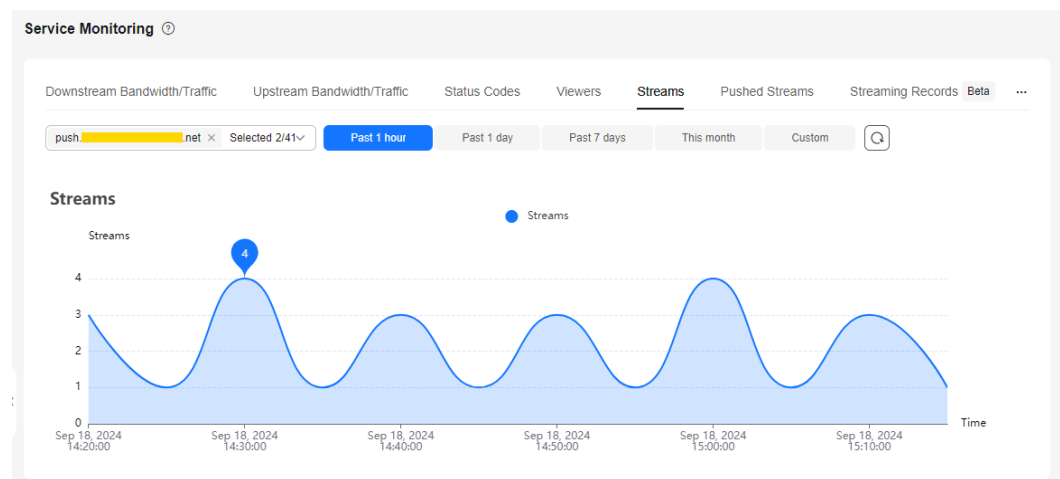 Service Monitoring ?
Downstream Bandwidth/Traffic Upstream Bandwidth/Traffic Status Codes Viewers Streams Pushed Streams Streaming Records Beta ...
push. .net × Selected 2/41 Past 1 hour Past 1 day Past 7 days This month Custom
Streams
Streams
Streams
4
4
3
2
1
0
Time
Sep 18, 2024 Sep 18, 2024 Sep 18, 2024 Sep 18, 2024 Sep 18, 2024 Sep 18, 2024
14:20:00 14:30:00 14:40:00 14:50:00 15:00:00 15:10:00